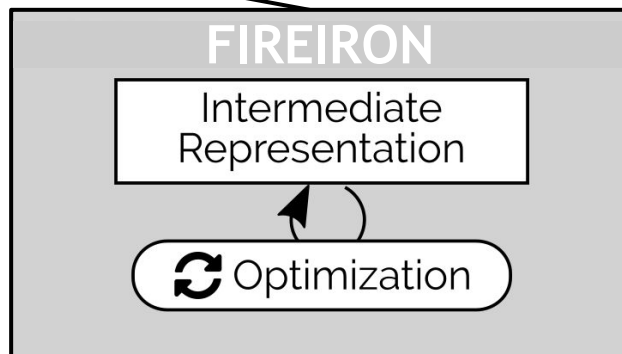 FIREIRON
Intermediate
Representation
Optimization